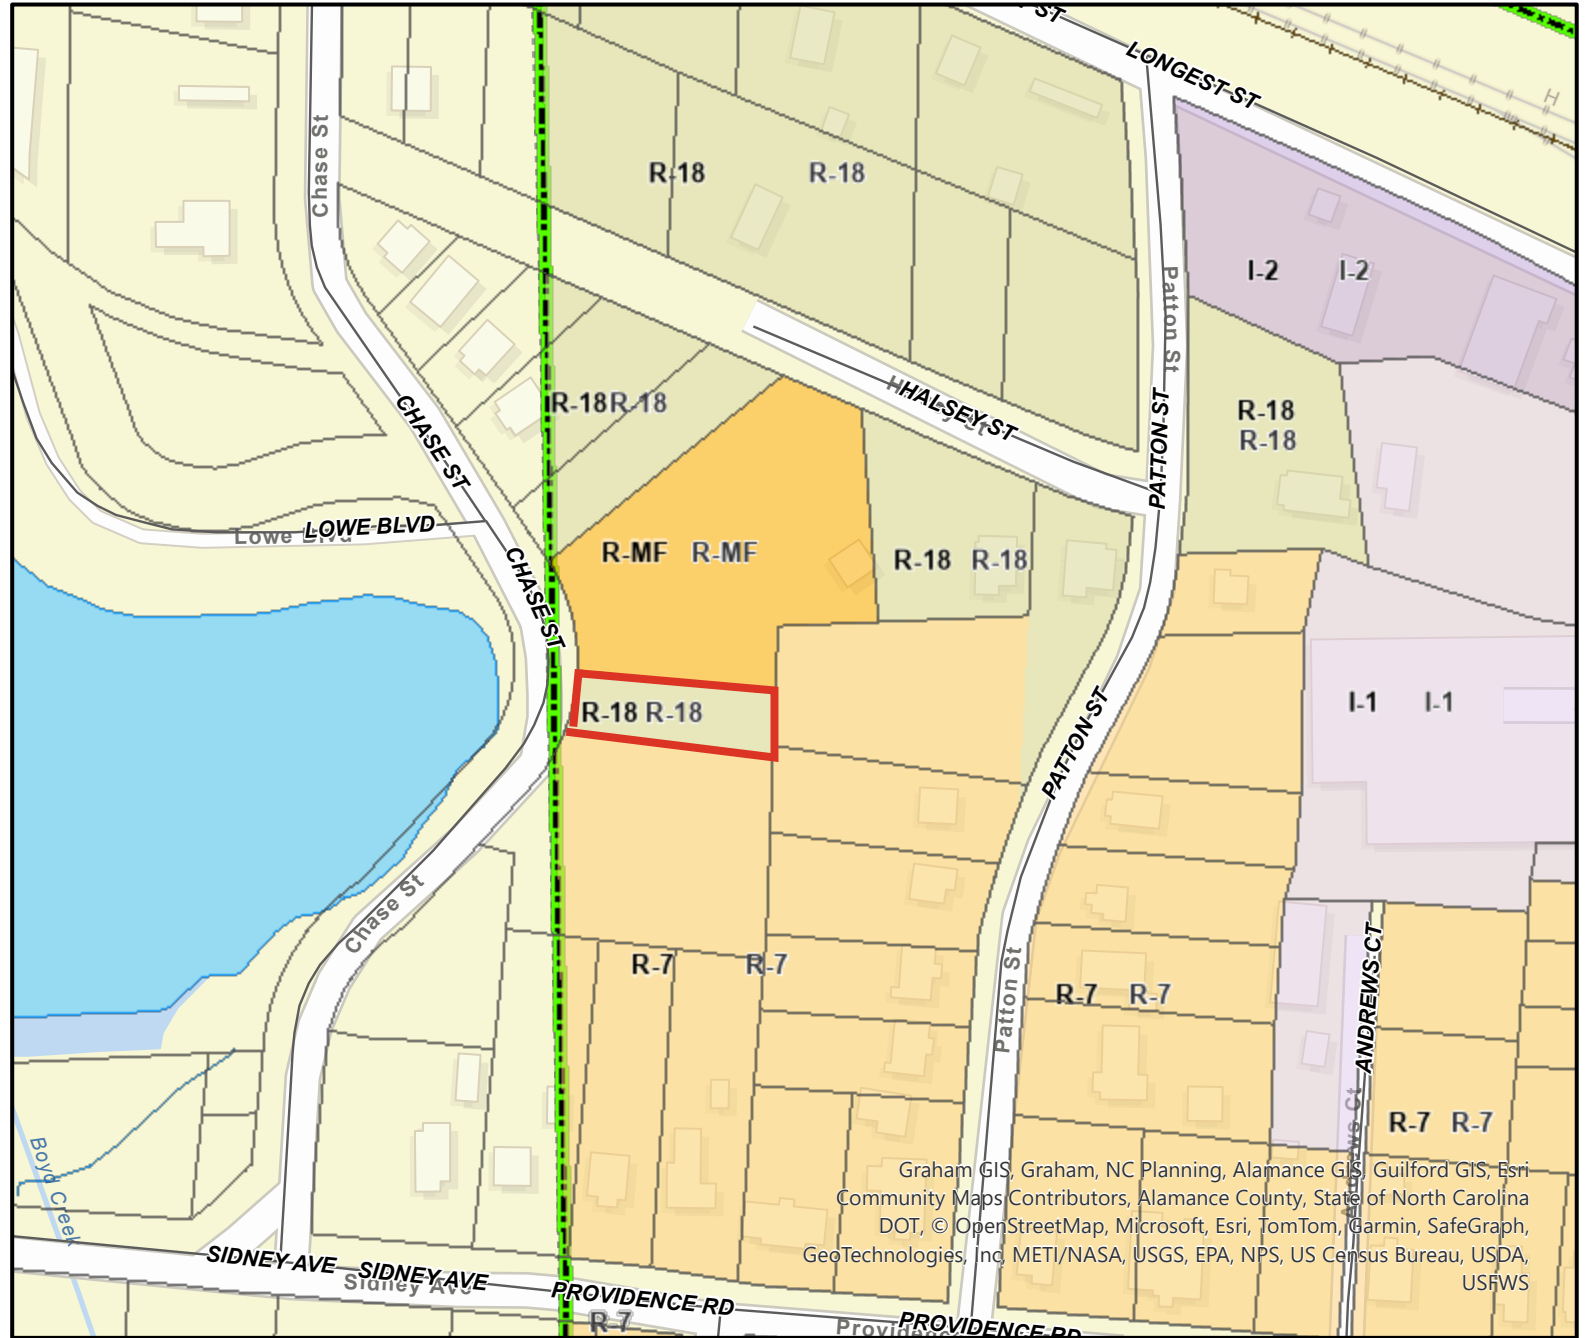 ST
LONGEST ST
Chase St
R-18
R-18
I-2
I-2
Patton St
CHASE ST
R-18
R-18
HALSEY ST
PATTON ST
R-18
R-18
LOWE BLVD
Lowe Blvd
CHASE ST
R-MF
R-MF
R-18
R-18
R-18
R-18
PATTON ST
I-1
I-1
Chase St
R-7
R-7
Patton St
R-7
R-7
ANDREWS CT
Andrews Ct
R-7
R-7
Boyd Creek
Graham GIS, Graham, NC Planning, Alamance GIS, Guilford GIS, Esri
Community Maps Contributors, Alamance County, State of North Carolina
DOT, © OpenStreetMap, Microsoft, Esri, TomTom, Garmin, SafeGraph,
GeoTechnologies, Inc, METI/NASA, USGS, EPA, NPS, US Census Bureau, USDA,
USFWS
SIDNEY AVE
SIDNEY AVE
Sidney Ave
PROVIDENCE RD
R-7
PROVIDENCE RD